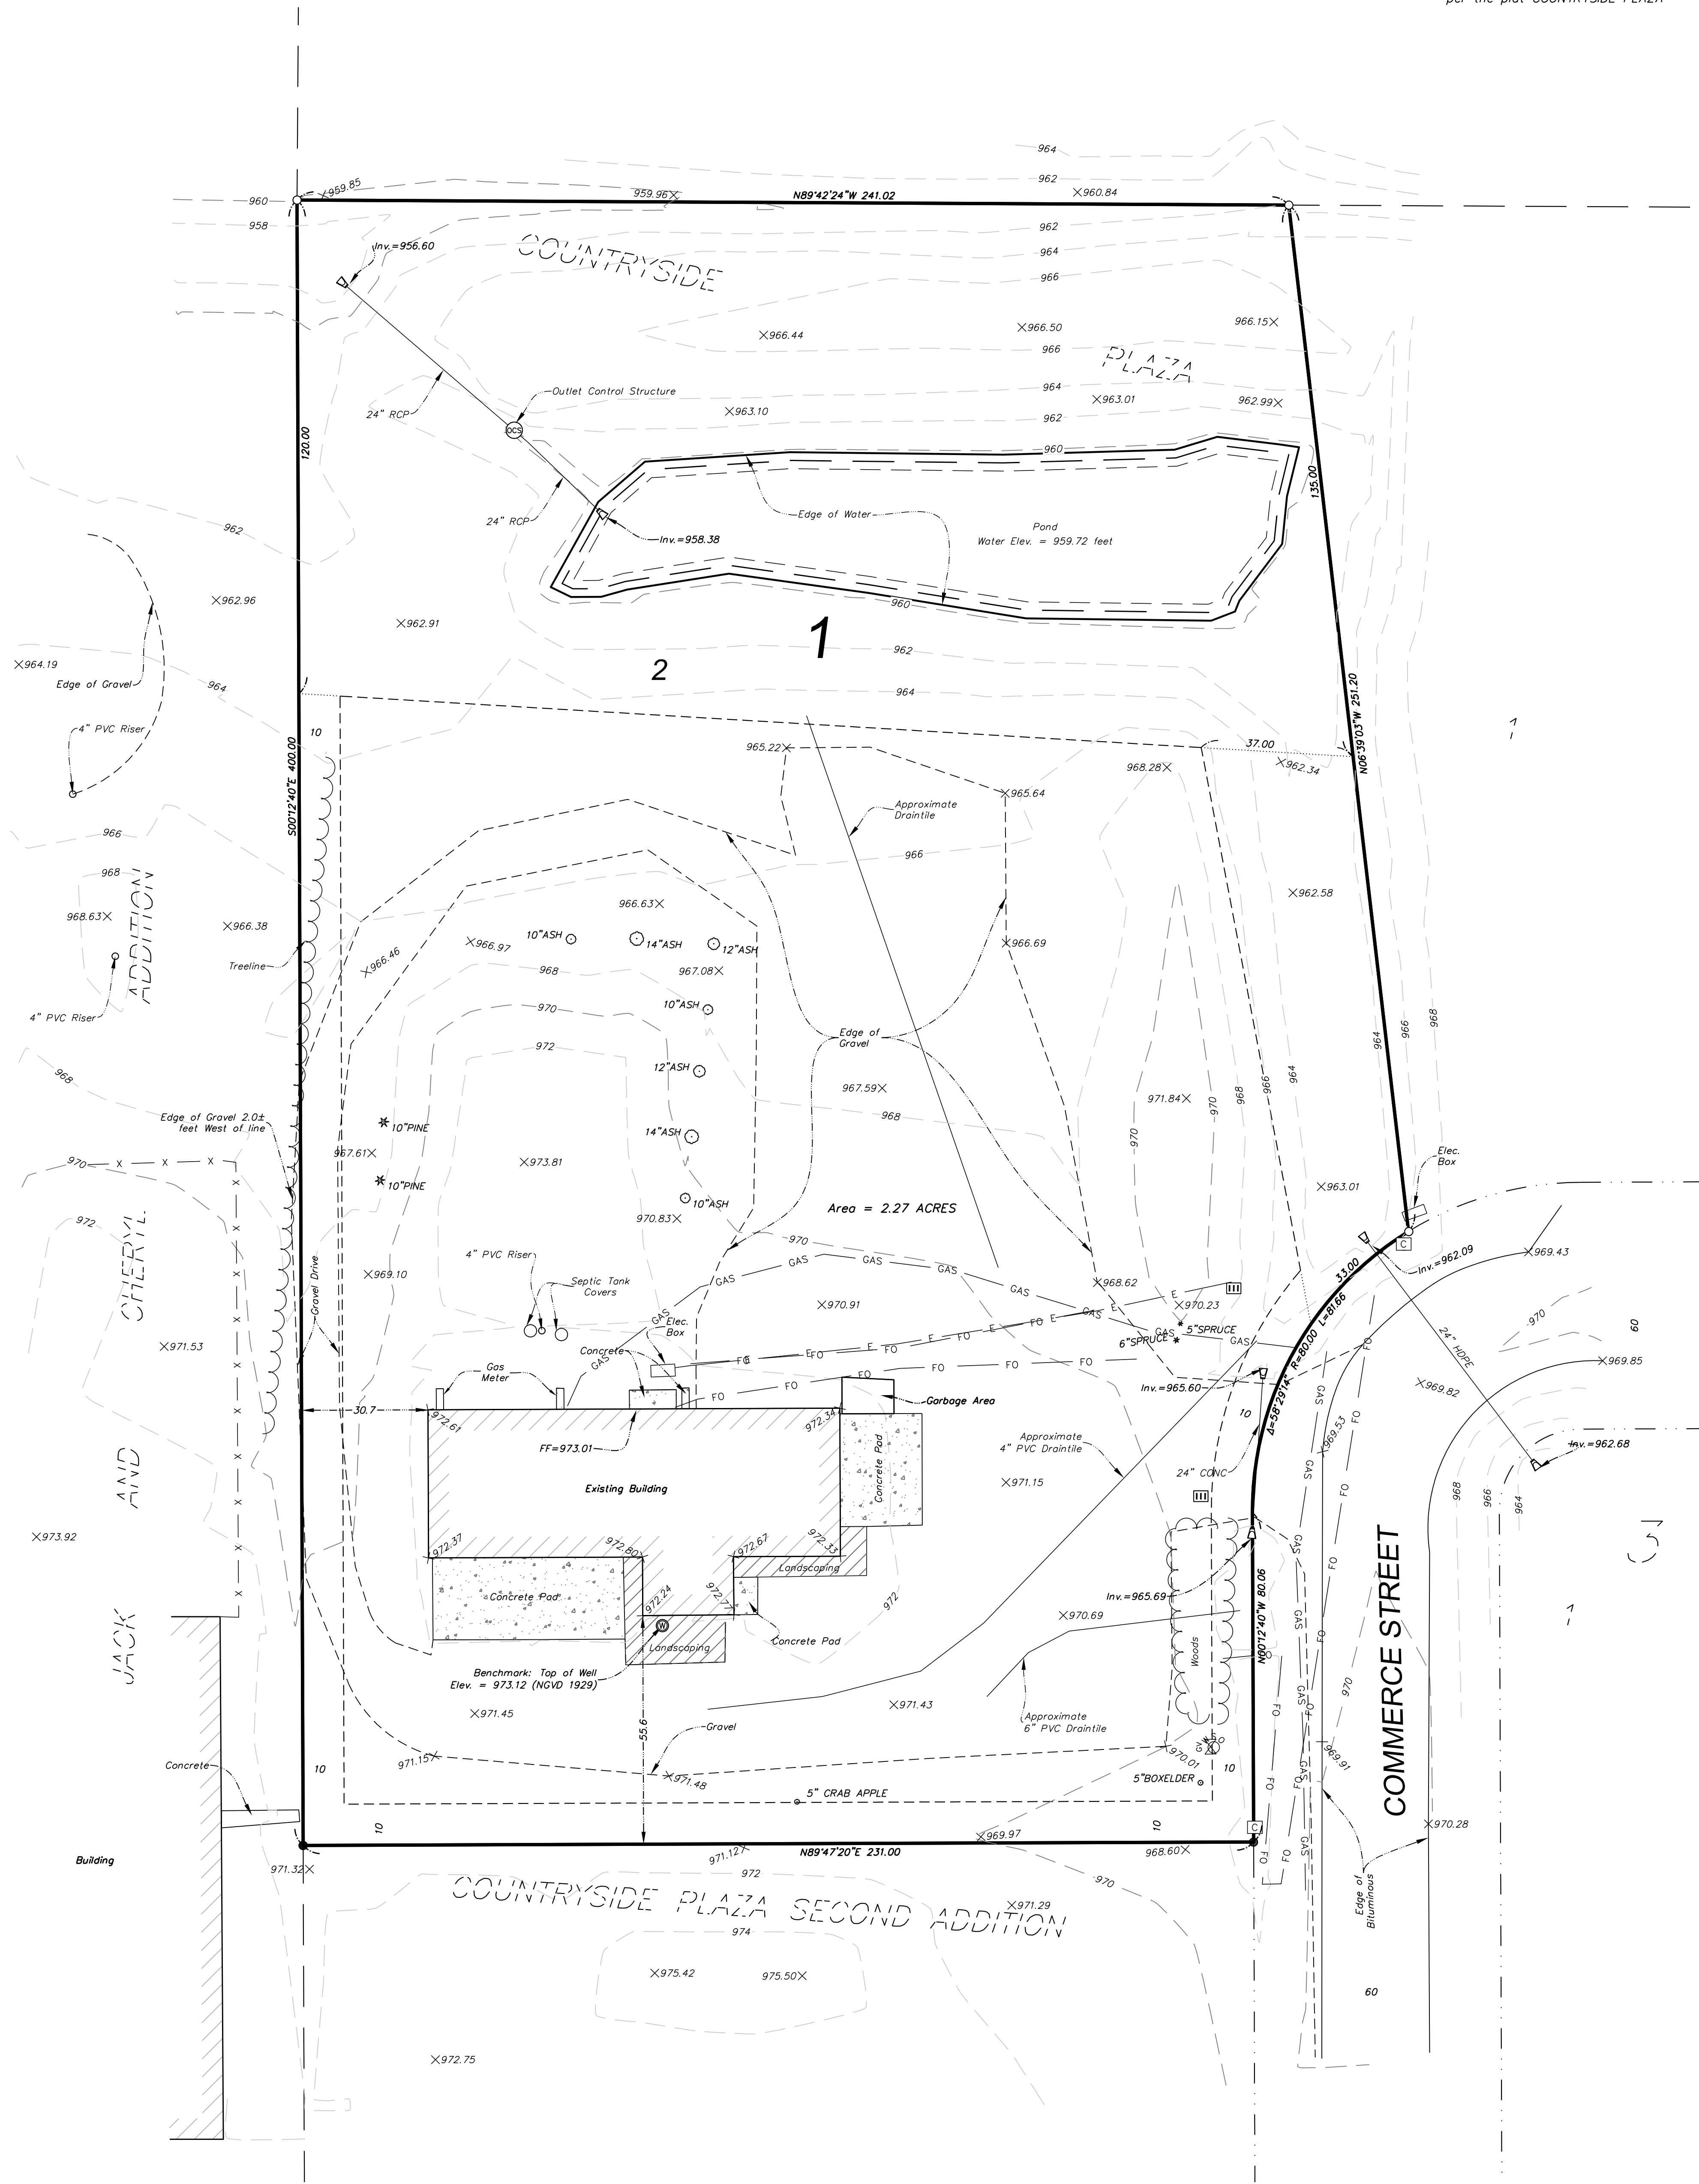 per the plat COUNTRYSIDE PLAZA
964
962
959.85
959.96
N89°42'24"W 241.02
960.84
960
958
Inv.=956.60
COUNTRYSIDE
962
964
966
966.44
966.50
966.15
966
PLAZA
Outlet Control Structure
964
24" RCP
963.10
963.01
962.99
962
OCS
120.00
960
135.00
Edge of Water
24" RCP
Pond
Water Elev. = 959.72 feet
962
Inv.=958.38
962.96
962.91
960
1
964.19
2
962
Edge of Gravel
964
964
4" PVC Riser
10
965.22
37.00
N06°39'03"W 251.20
1
968.28
962.34
S00°12'40"E 400.00
965.64
Approximate
Draintile
966
966
968
962.58
968.63
966.38
966.63
ADDITION
10"ASH
14"ASH
12"ASH
966.97
966.69
Treeline
966.46
968
967.08
4" PVC Riser
970
10"ASH
Edge of
Gravel
964
966
968
972
968
12"ASH
967.59
970
968
966
964
971.84
Edge of Gravel 2.0±
feet West of line
10"PINE
968
14"ASH
970
967.61
973.81
970
x x x
Elec.
Box
10"PINE
10"ASH
963.01
972
970.83
Area = 2.27 ACRES
CHERYL
970
4" PVC Riser
GAS GAS GAS GAS GAS GAS
969.43
969.10
Septic Tank
Covers
968.62
33.00
Inv.=962.09
Gravel Drive
970.91
970.23
Elec.
Box
5"SPRUCE
6"SPRUCE
24" HDPE
970
60
971.53
Concrete
Gas
Meter
969.85
Inv.=965.60
Δ=58°29'14" R=80.00 L=81.66
969.82
30.7
972.61
972.34
Garbage Area
10
FF=973.01
Approximate
4" PVC Draintile
969.53
Inv.=962.68
AND
Concrete Pad
24" CONC
Existing Building
971.15
968
966
964
973.92
972.37
972.80
972.67
972.33
3
Landscaping
Concrete Pad
972.24
972.77
972
Inv.=965.69
N00°12'40"W 80.06
COMMERCE STREET
970.69
1
JACK
W
Landscaping
Concrete Pad
Woods
Benchmark: Top of Well
Elev. = 973.12 (NGVD 1929)
970
971.43
971.45
Gravel
Approximate
6" PVC Draintile
55.6
971.15
970.01
GV
969.91
Concrete
971.48
10
5"BOXELDER
10
5" CRAB APPLE
970.28
10
10
969.97
C
Building
971.32
971.12
N89°47'20"E 231.00
968.60
972
970
Edge of
Bituminous
COUNTRYSIDE PLAZA SECOND ADDITION
971.29
974
975.42
975.50
60
972.75